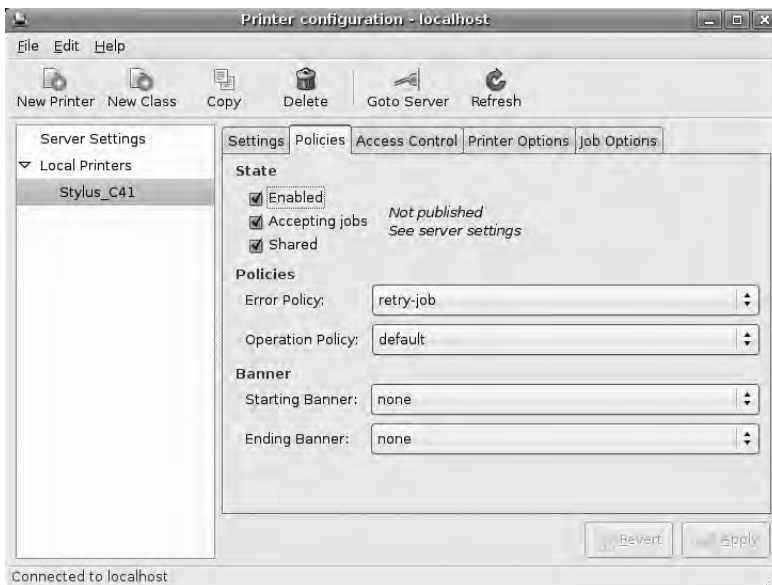 Printer configuration - localhost
File Edit Help
New Printer New Class Copy Delete Goto Server Refresh
Server Settings
Local Printers
Stylus_C41
Settings Policies Access Control Printer Options Job Options
State
Enabled
Accepting jobs
Shared
Not published
See server settings
Policies
Error Policy: retry-job
Operation Policy: default
Banner
Starting Banner: none
Ending Banner: none
Revert Apply
Connected to localhost